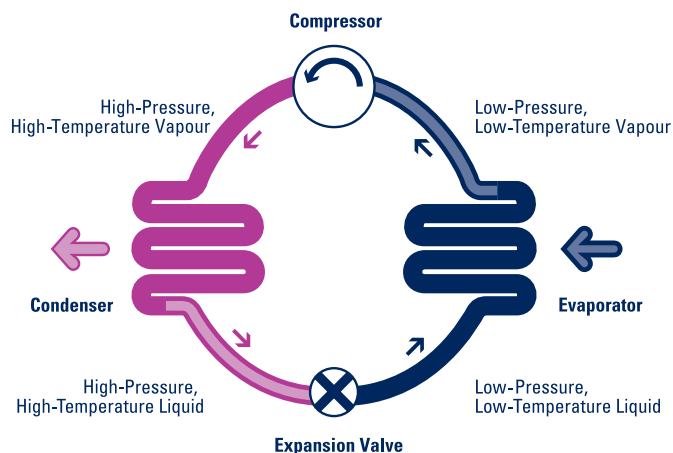 Compressor
High-Pressure,
High-Temperature Vapour
Low-Pressure,
Low-Temperature Vapour
Condenser
Evaporator
High-Pressure,
High-Temperature Liquid
Low-Pressure,
Low-Temperature Liquid
Expansion Valve